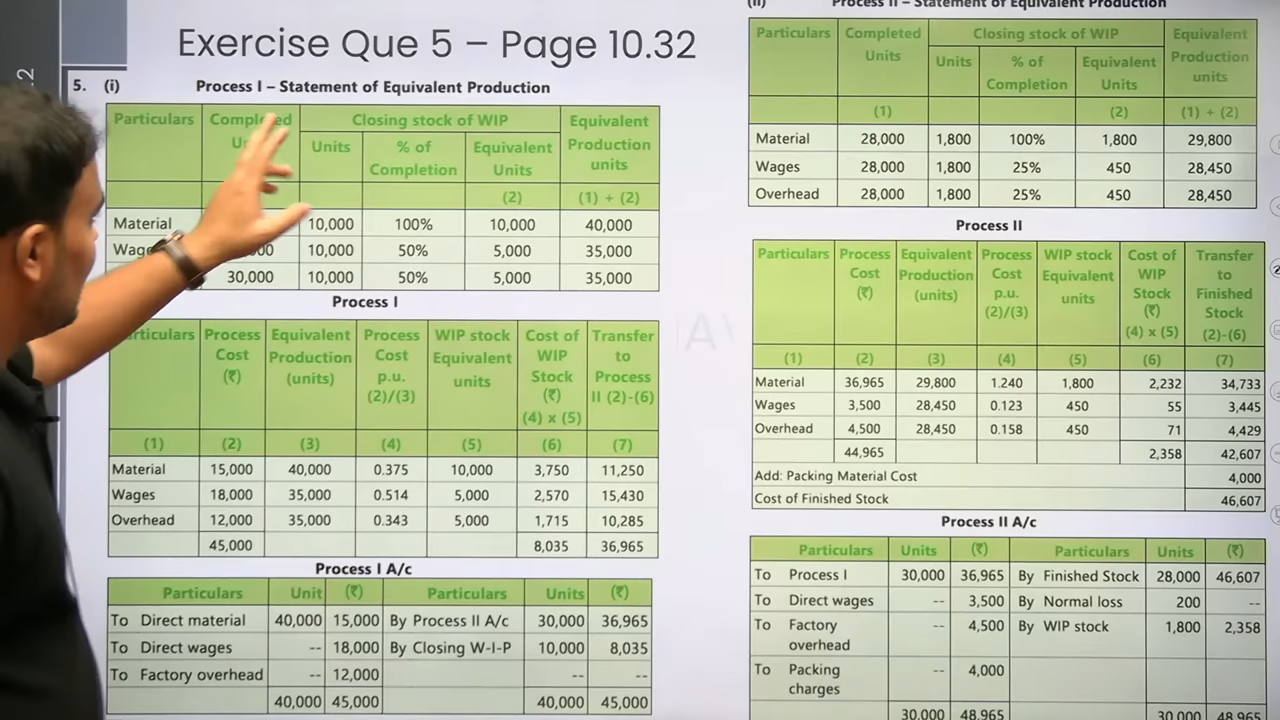 Exercise Que 5 – Page 10.32
5. (i) Process I – Statement of Equivalent Production
Particulars Closing stock of WIP Equivalent Production units
Units % of Completion Equivalent Units
(2) (1) + (2)
Material 10,000 100% 10,000 40,000
10,000 50% 5,000 35,000
30,000 10,000 50% 5,000 35,000
Process I
Process Cost (₹) Equivalent Production (units) Process Cost p.u. (2)/(3) WIP stock Equivalent units Cost of WIP Stock (₹) (4) x (5) Transfer to Process II (2)-(6)
(1) (2) (3) (4) (5) (6) (7)
Material 15,000 40,000 0.375 10,000 3,750 11,250
Wages 18,000 35,000 0.514 5,000 2,570 15,430
Overhead 12,000 35,000 0.343 5,000 1,715 10,285
45,000 8,035 36,965
Process I A/c
Particulars Unit (₹) Particulars Units (₹)
To Direct material 40,000 15,000 By Process II A/c 30,000 36,965
To Direct wages -- 18,000 By Closing W-I-P 10,000 8,035
To Factory overhead -- 12,000 -- --
40,000 45,000 40,000 45,000
(ii) Process II – Statement of Equivalent Production
Particulars Completed Units Closing stock of WIP Equivalent Production units
Units % of Completion Equivalent Units
(1) (2) (1) + (2)
Material 28,000 1,800 100% 1,800 29,800
Wages 28,000 1,800 25% 450 28,450
Overhead 28,000 1,800 25% 450 28,450
Process II
Particulars Process Cost (₹) Equivalent Production (units) Process Cost p.u. (2)/(3) WIP stock Equivalent units Cost of WIP Stock (₹) (4) x (5) Transfer to Finished Stock (2)-(6)
(1) (2) (3) (4) (5) (6) (7)
Material 36,965 29,800 1.240 1,800 2,232 34,733
Wages 3,500 28,450 0.123 450 55 3,445
Overhead 4,500 28,450 0.158 450 71 4,429
44,965 2,358 42,607
Add: Packing Material Cost 4,000
Cost of Finished Stock 46,607
Process II A/c
Particulars Units (₹) Particulars Units (₹)
To Process I 30,000 36,965 By Finished Stock 28,000 46,607
To Direct wages -- 3,500 By Normal loss 200 --
To Factory overhead -- 4,500 By WIP stock 1,800 2,358
To Packing charges -- 4,000
30,000 48,965 30,000 48,965